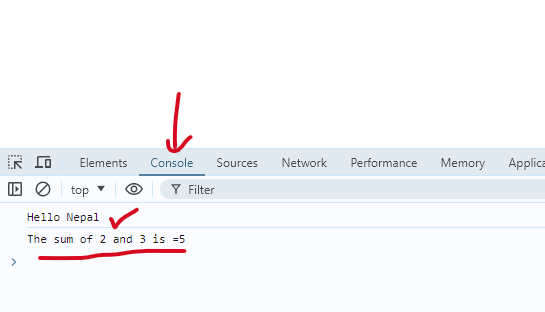 Elements Console Sources Network Performance Memory Applica
top Filter
Hello Nepal
The sum of 2 and 3 is =5